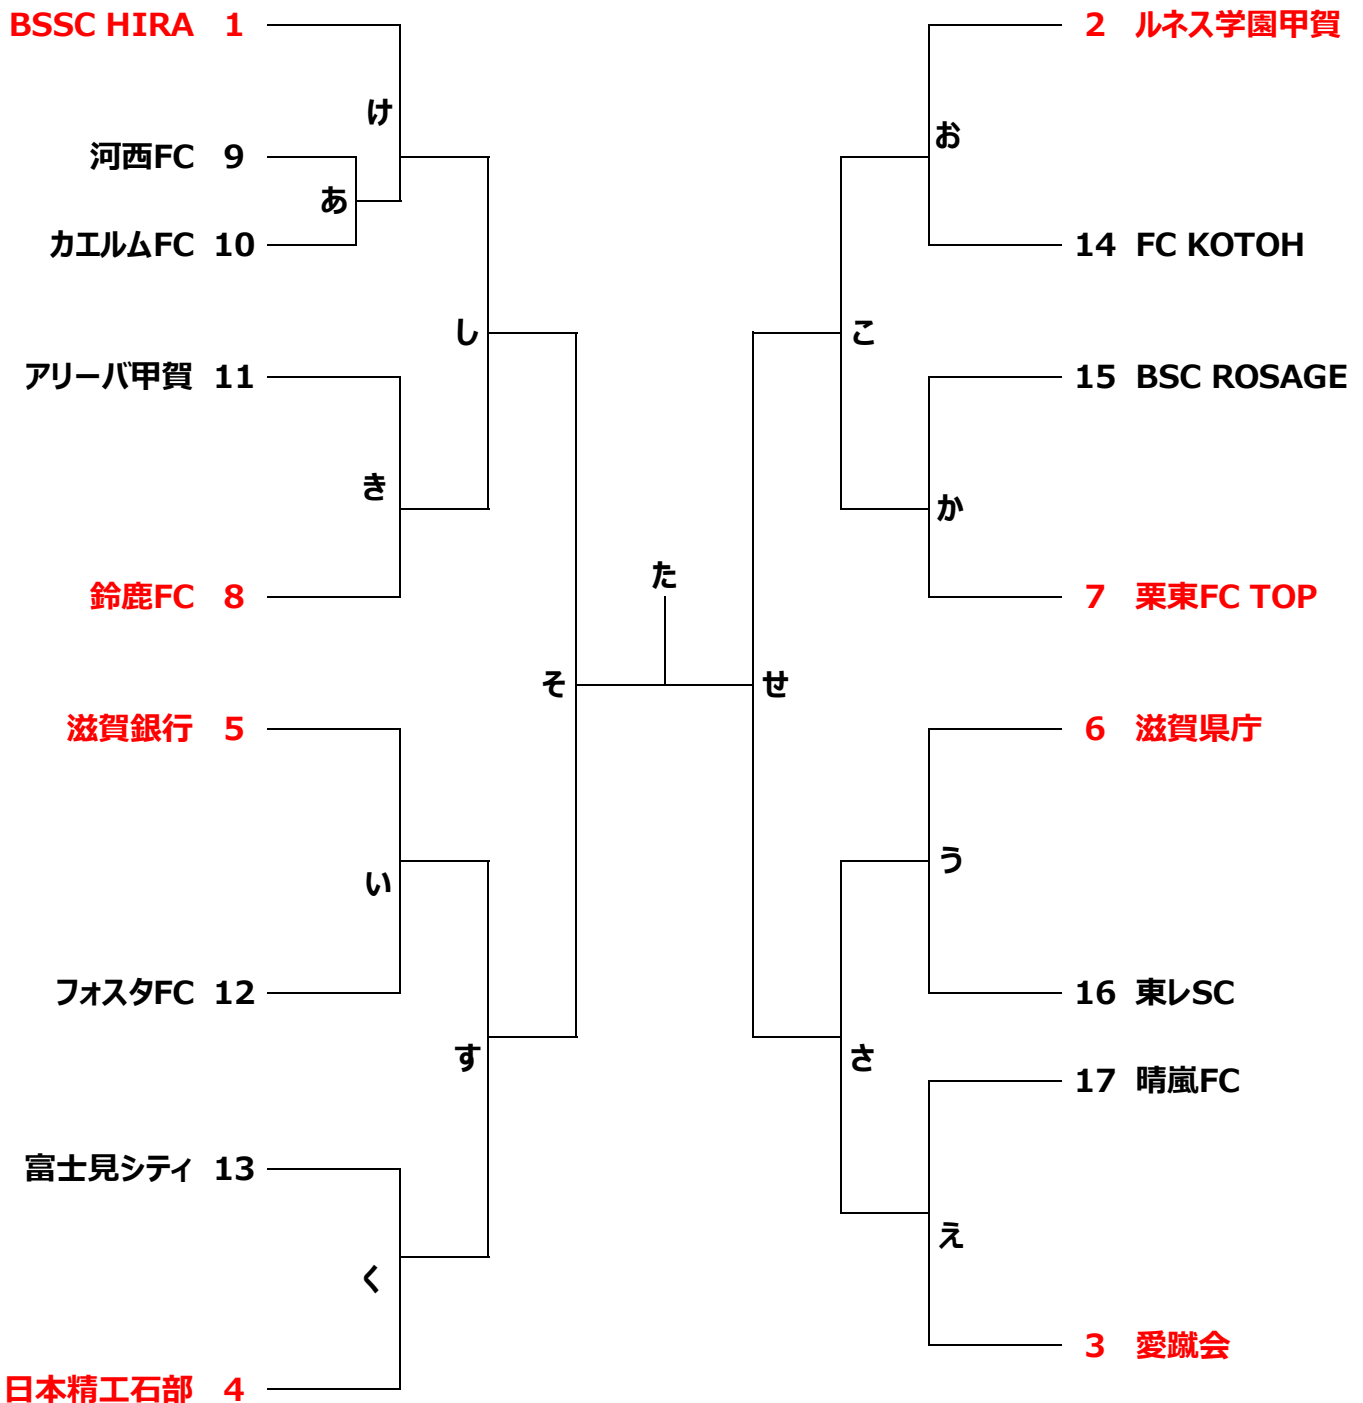 BSSC HIRA 1
け
河西FC 9
あ
カエルムFC 10
し
アリーバ甲賀 11
き
鈴鹿FC 8
そ
滋賀銀行 5
い
フォスタFC 12
す
富士見シティ 13
く
日本精工石部 4
た
2 ルネス学園甲賀
お
14 FC KOTOH
こ
15 BSC ROSAGE
か
7 栗東FC TOP
せ
6 滋賀県庁
う
16 東レSC
さ
17 晴嵐FC
え
3 愛蹴会